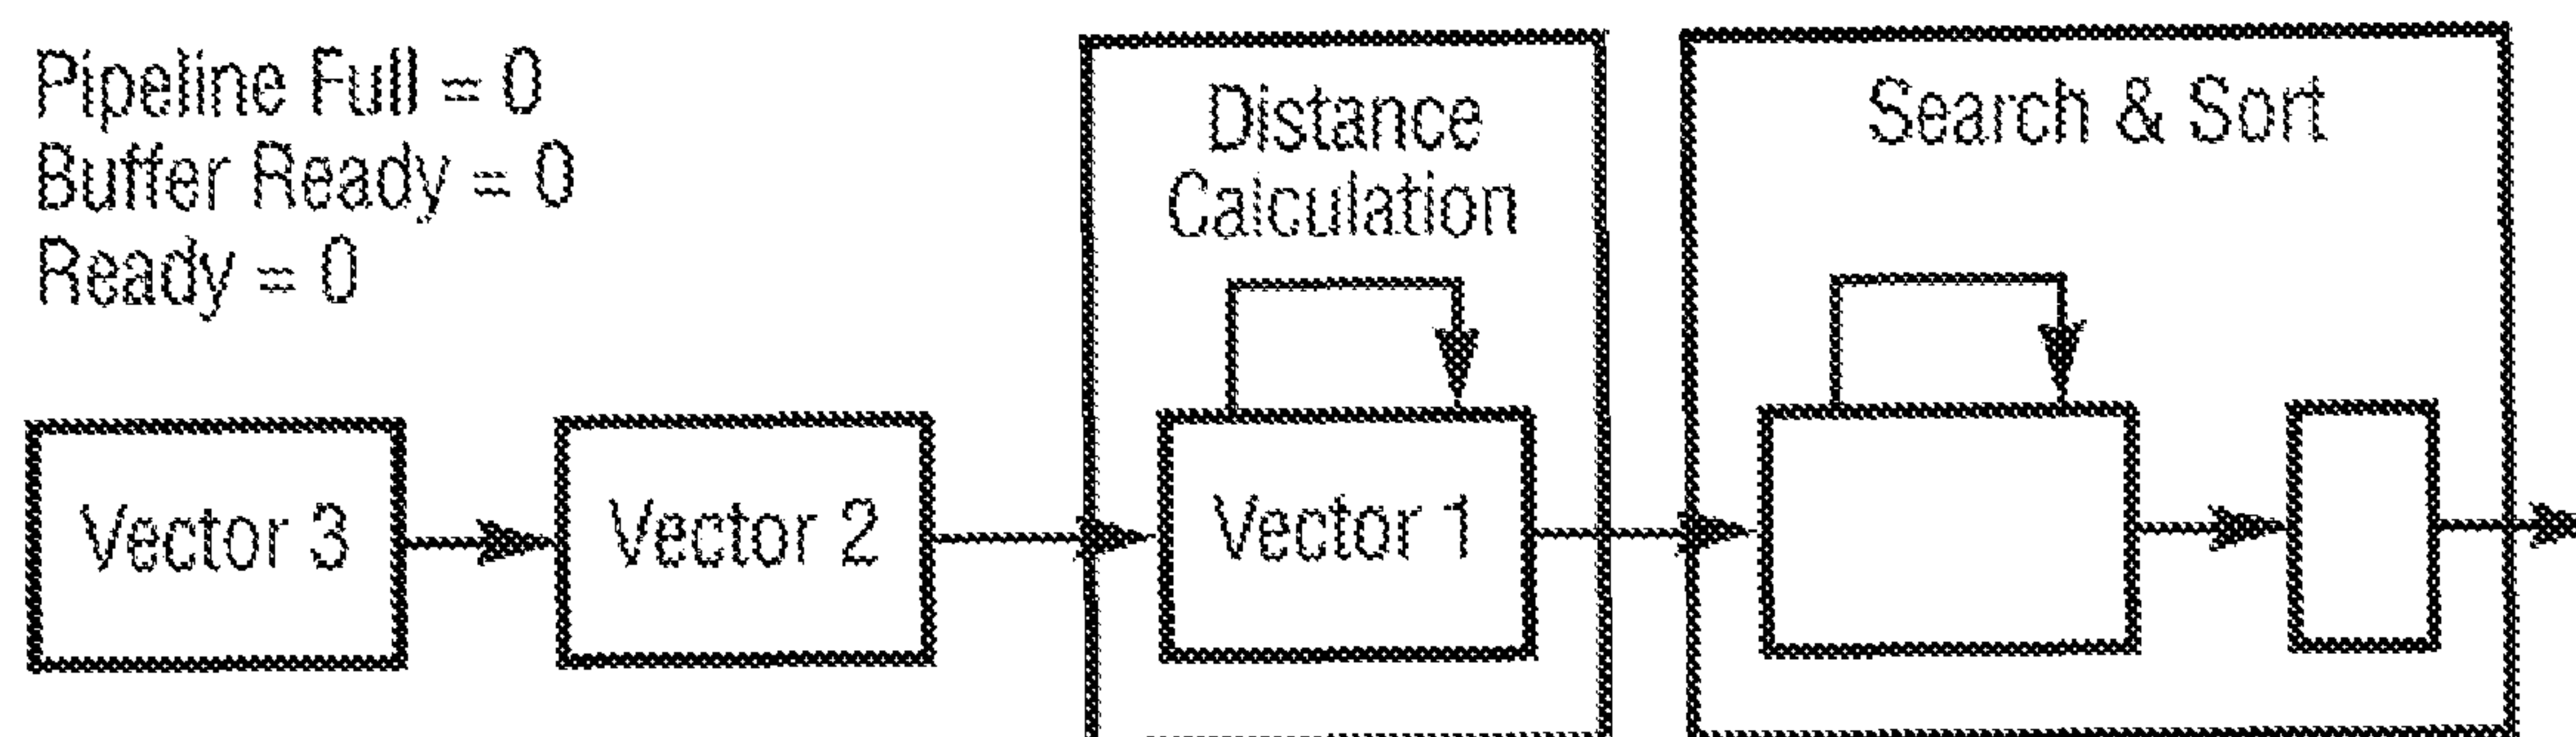 Pipeline Full = 0
Buffer Ready = 0
Ready = 0
Distance
Calculation
Search & Sort
Vector 3
Vector 2
Vector 1